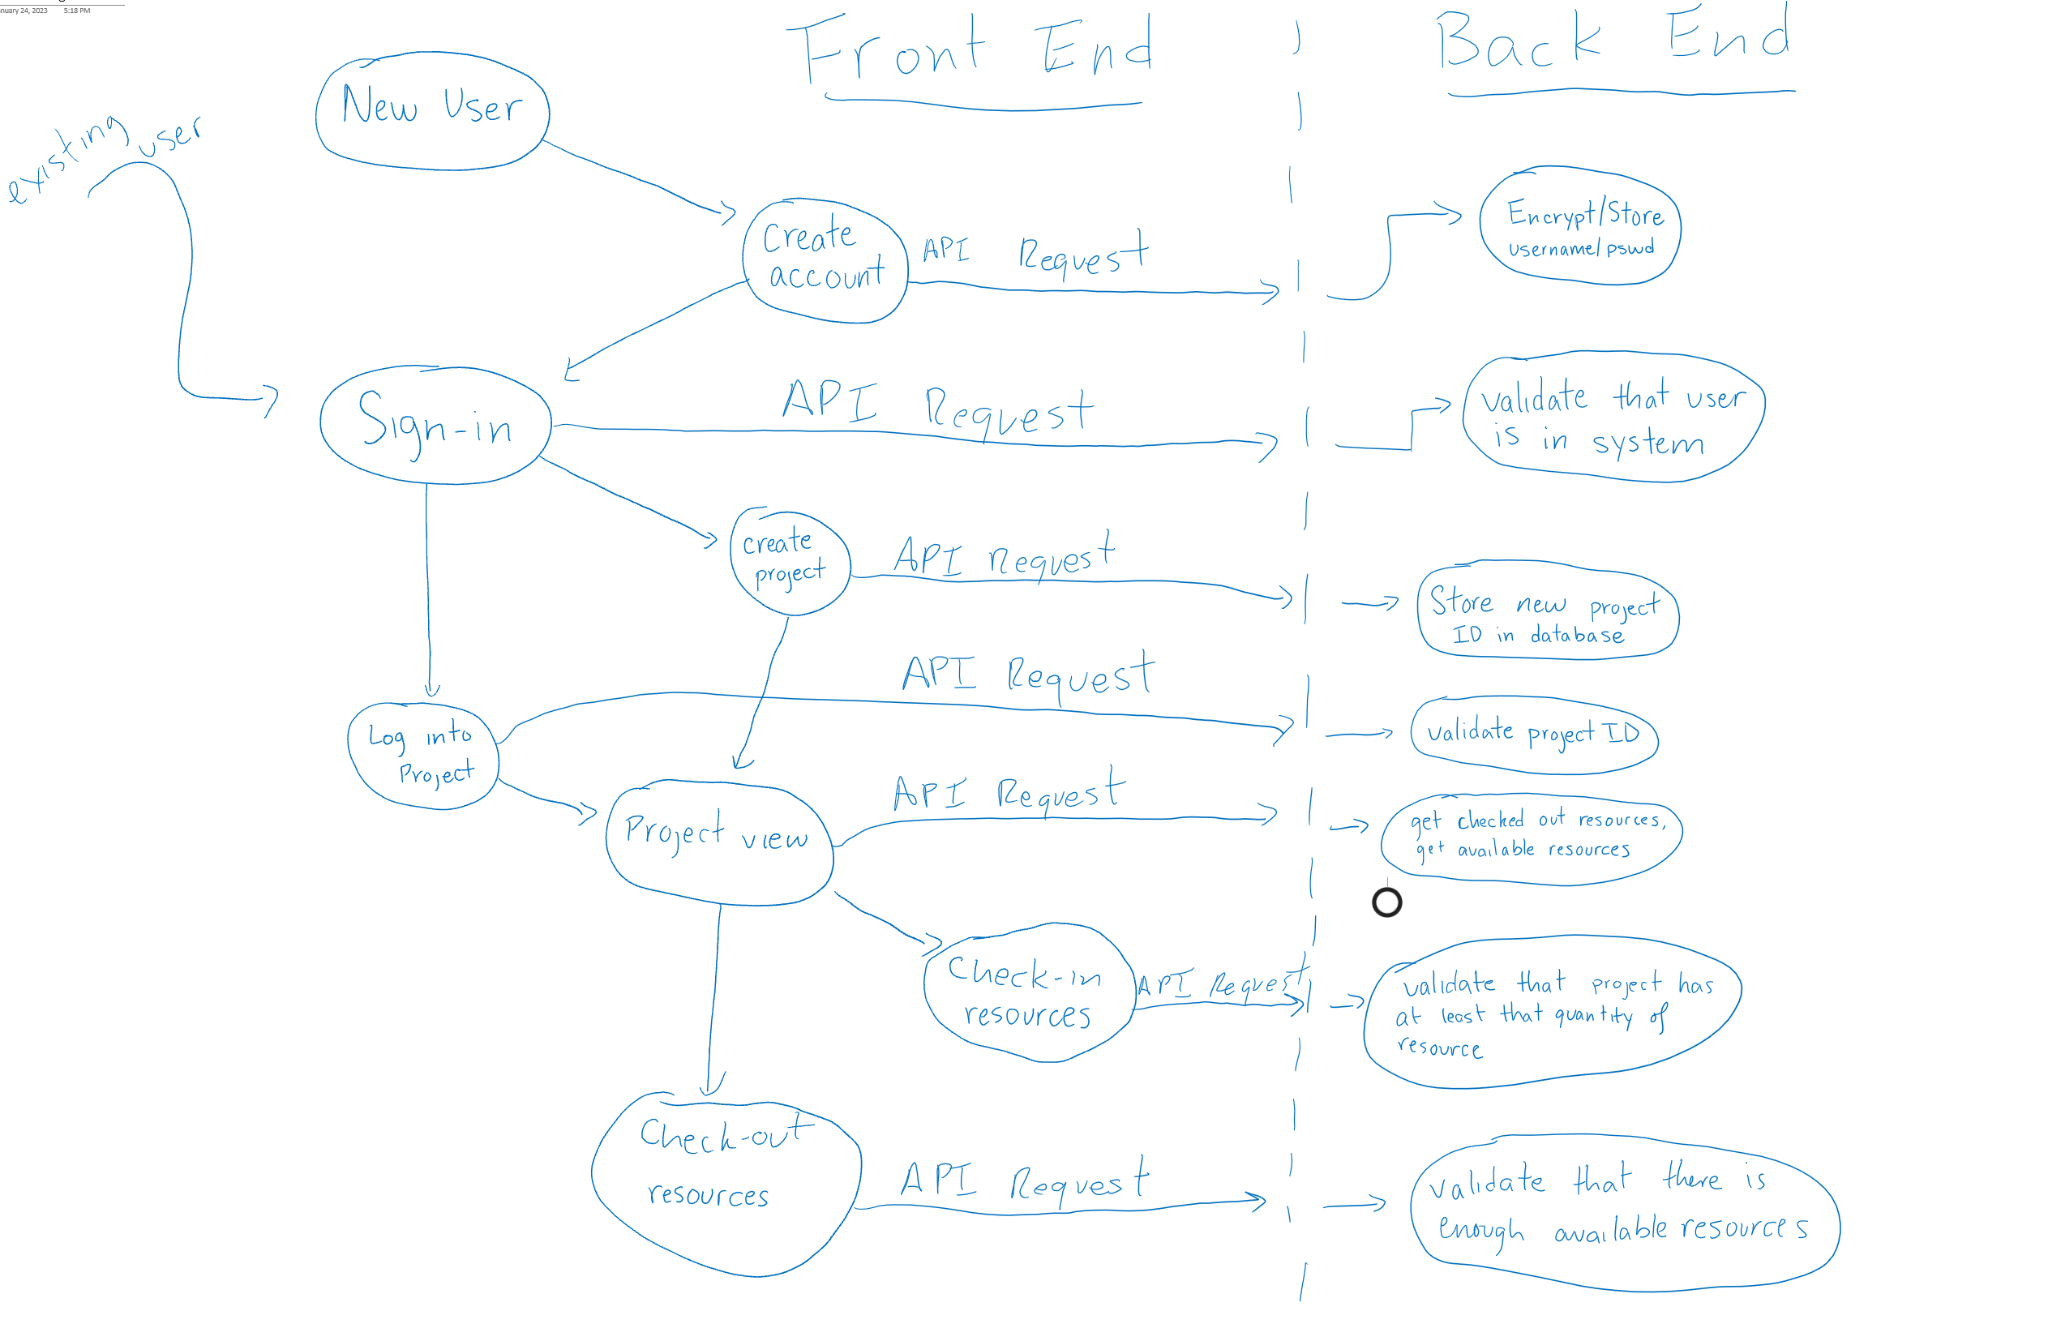 January 24, 2023 5:18 PM
Front End
Back End
New User
existing user
Create
account
API Request
Encrypt/Store
username/pswd
Sign-in
API Request
validate that user
is in system
create
project
API Request
Store new project
ID in database
Log into
Project
API Request
validate project ID
Project view
API Request
get checked out resources,
get available resources
Check-in
resources
API Request
validate that project has
at least that quantity of
resource
Check-out
resources
API Request
validate that there is
enough available resources